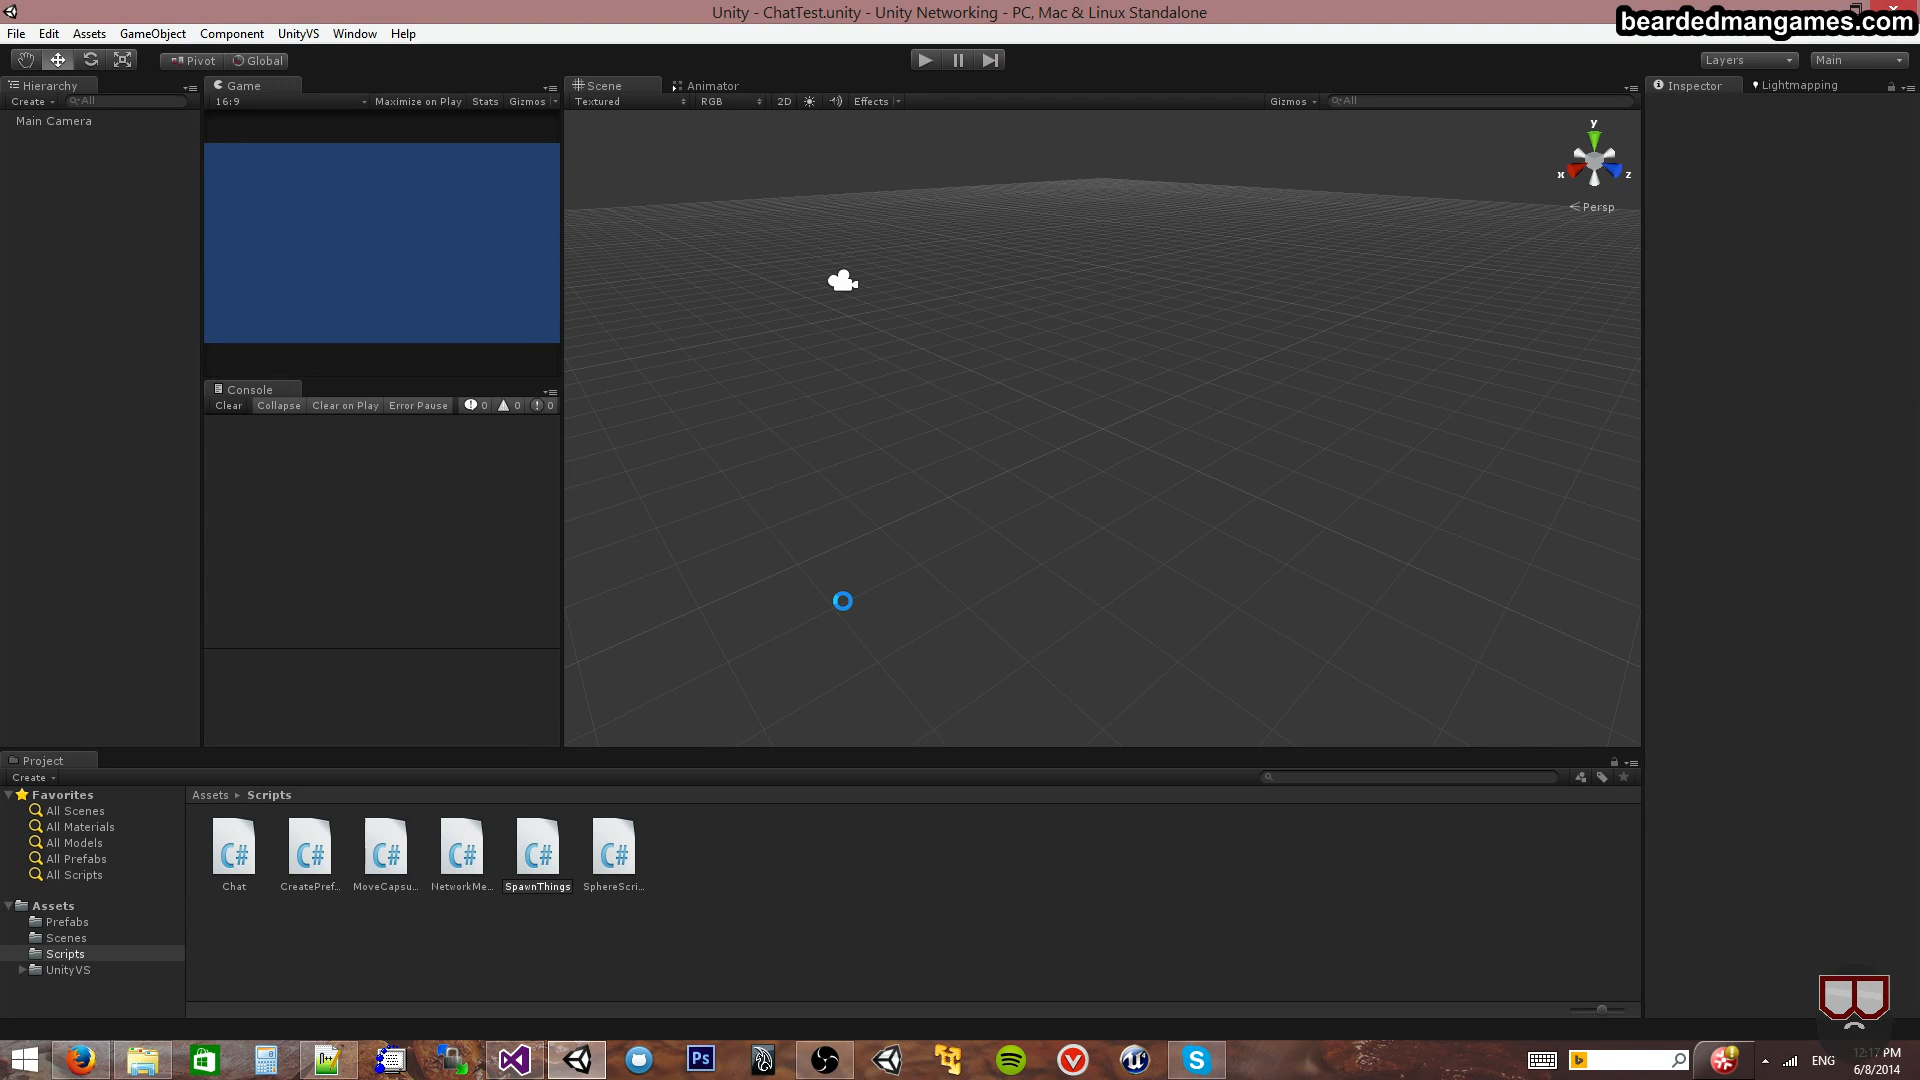 Unity - ChatTest.unity - Unity Networking - PC, Mac & Linux Standalone
beardedmangames.com
File Edit Assets GameObject Component UnityVS Window Help
Pivot Global Layers Main
Hierarchy Game Scene Animator Inspector Lightmapping
Create All 16:9 Maximize on Play Stats Gizmos Textured RGB 2D Effects Gizmos All
Main Camera
y
x z
Persp
Console
Clear Collapse Clear on Play Error Pause 0 0 0
Project
Create
Favorites
All Scenes
All Materials
All Models
All Prefabs
All Scripts
Assets
Prefabs
Scenes
Scripts
UnityVS
Assets Scripts
C# C# C# C# C# C#
Chat CreatePref... MoveCapsu... NetworkMe... SpawnThings SphereScri...
Ps
ENG
12:17 PM
6/8/2014